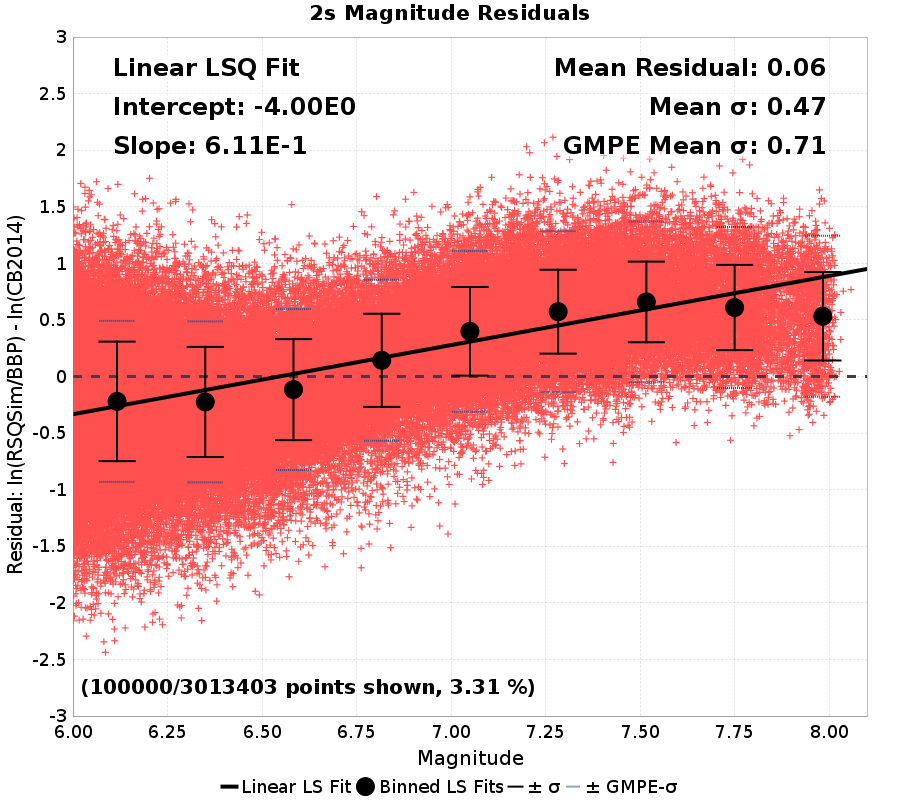 2s Magnitude Residuals
Linear LSQ Fit
Intercept: -4.00E0
Slope: 6.11E-1
Mean Residual: 0.06
Mean σ: 0.47
GMPE Mean σ: 0.71
Residual: ln(RSQSim/BBP) - ln(CB2014)
3
2.5
2
1.5
1
0.5
0
-0.5
-1
-1.5
-2
-2.5
-3
(100000/3013403 points shown, 3.31 %)
6.00 6.25 6.50 6.75 7.00 7.25 7.50 7.75 8.00
Magnitude
Linear LS Fit Binned LS Fits ± σ ± GMPE-σ